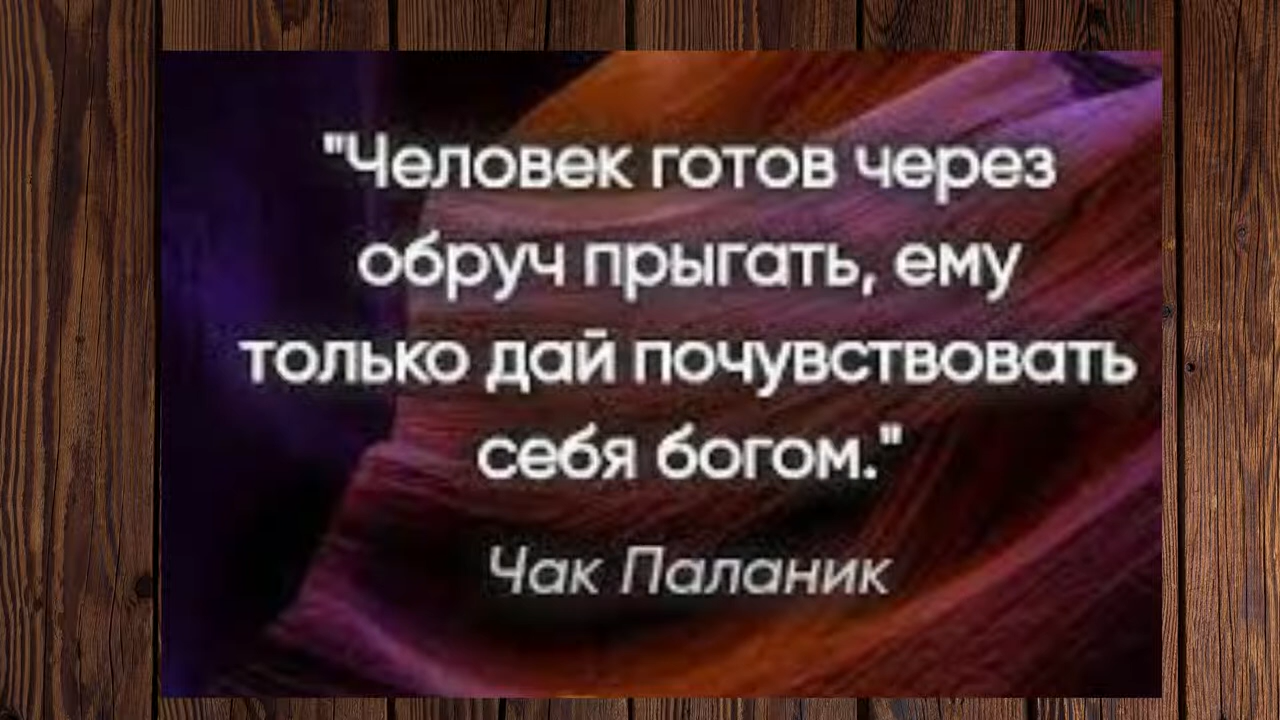 "Человек готов через
обруч прыгать, ему
только дай почувствовать
себя богом."
Чак Паланик